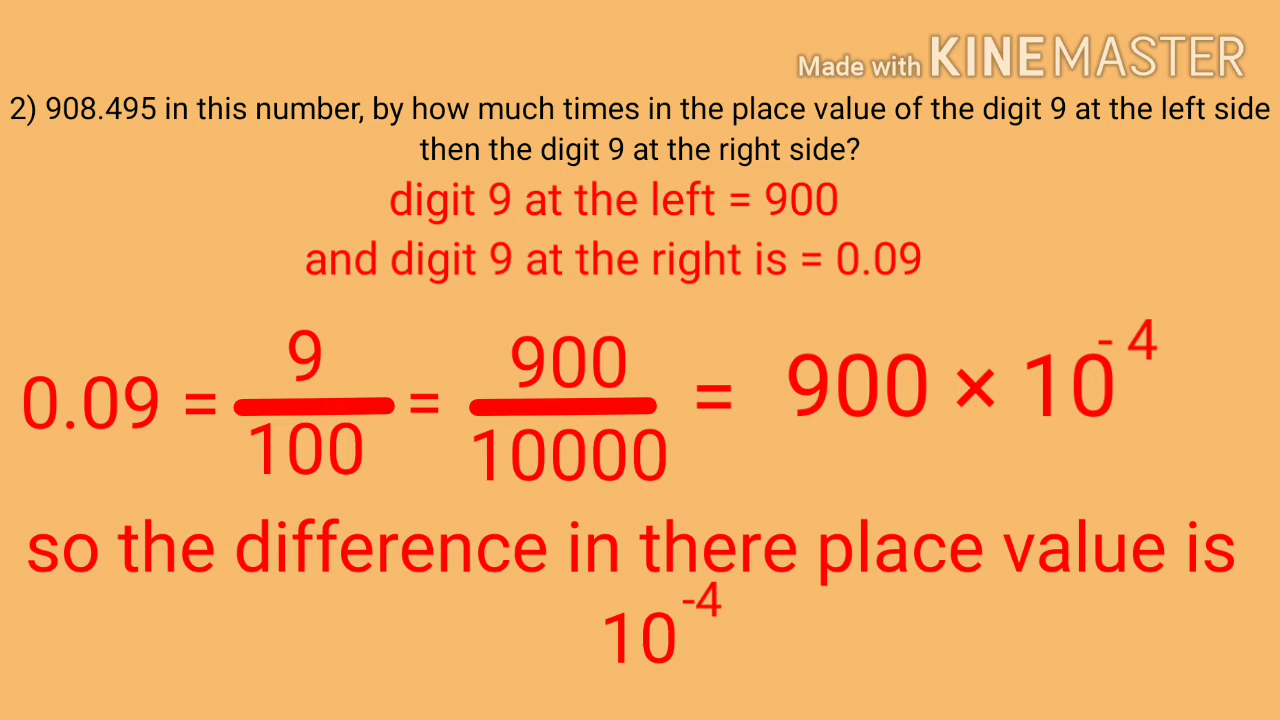 Made with KINEMASTER
2) 908.495 in this number, by how much times in the place value of the digit 9 at the left side
then the digit 9 at the right side?
digit 9 at the left = 900
and digit 9 at the right is = 0.09
0.09 = 9/100 = 900/10000 = 900 × 10⁻⁴
so the difference in there place value is
10⁻⁴